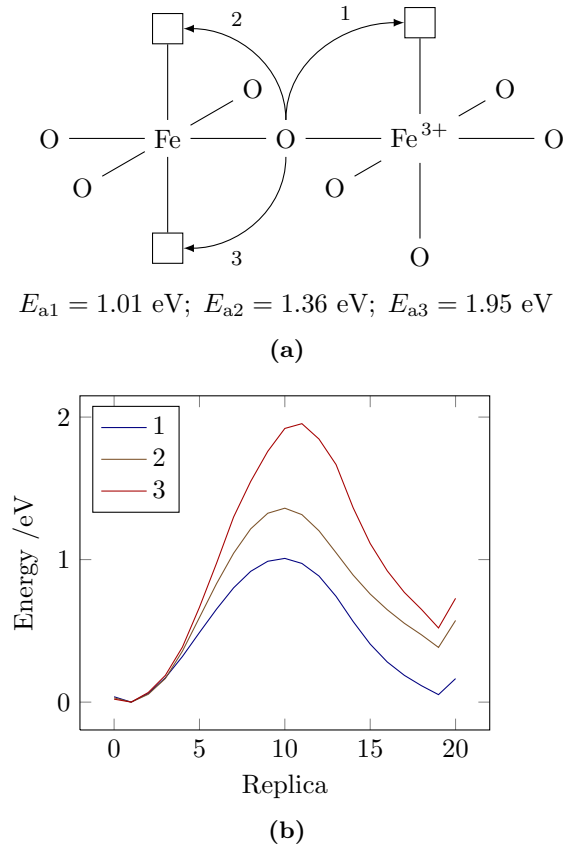 2 1
O O
O Fe O Fe³⁺ O
O O
3 O
Eₐ₁ = 1.01 eV; Eₐ₂ = 1.36 eV; Eₐ₃ = 1.95 eV
(a)
2
1
0
Energy /eV
1
2
3
0 5 10 15 20
Replica
(b)